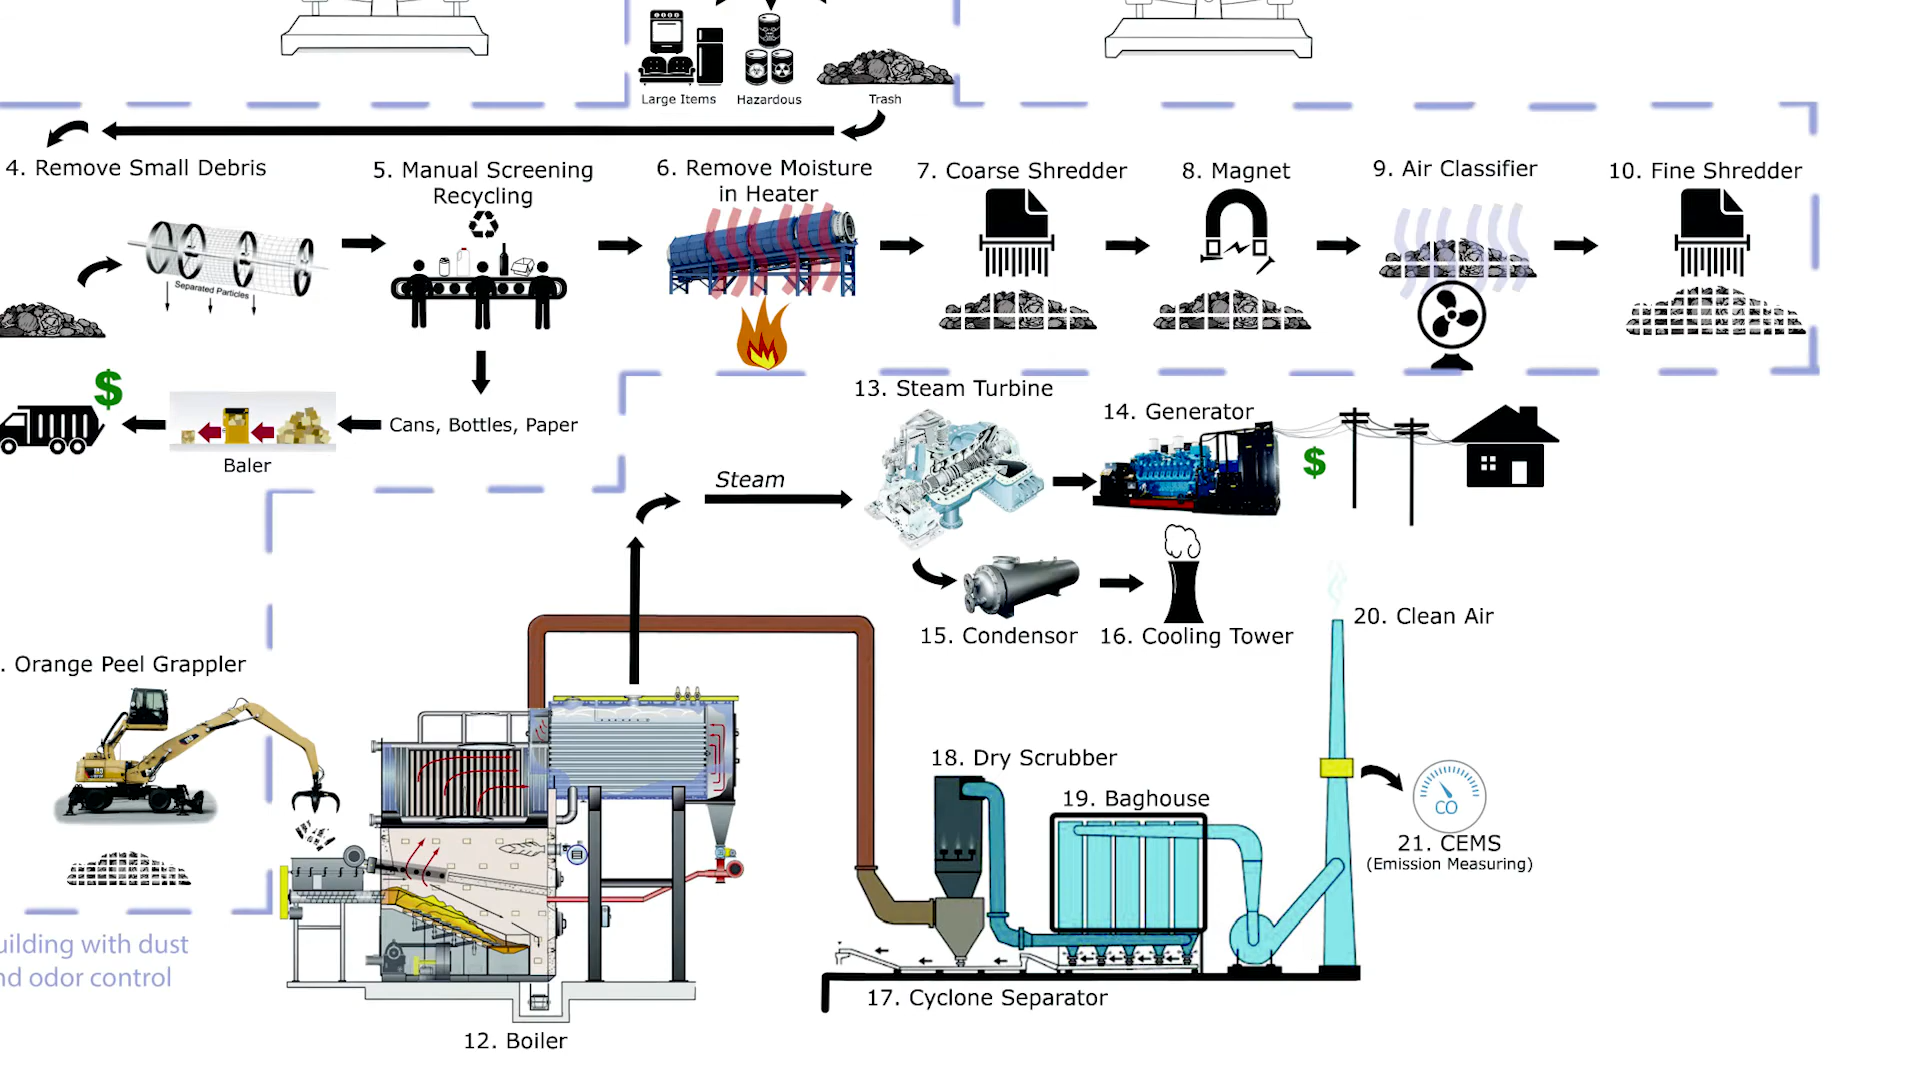 Large Items
Hazardous
Trash
4. Remove Small Debris
5. Manual Screening
Recycling
6. Remove Moisture
in Heater
7. Coarse Shredder
8. Magnet
9. Air Classifier
10. Fine Shredder
Separated Particles
$
Cans, Bottles, Paper
Baler
13. Steam Turbine
14. Generator
$
Steam
15. Condensor
16. Cooling Tower
20. Clean Air
. Orange Peel Grappler
18. Dry Scrubber
19. Baghouse
CO
21. CEMS
(Emission Measuring)
uilding with dust
nd odor control
17. Cyclone Separator
12. Boiler